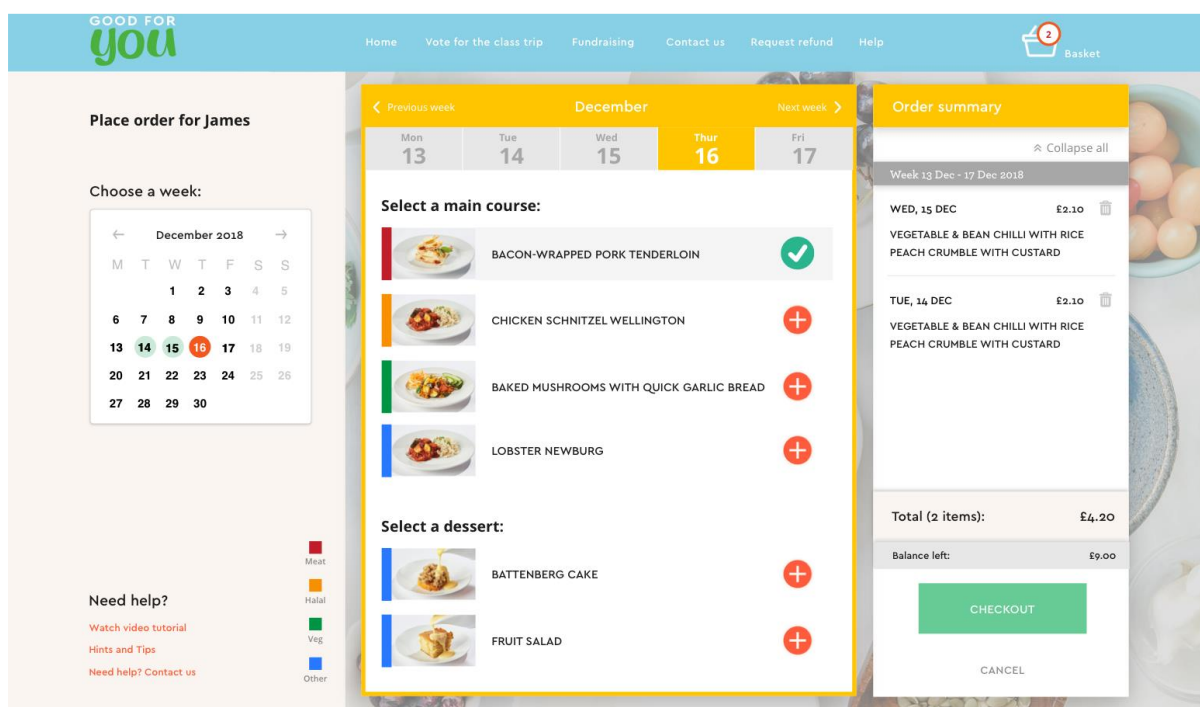 GOOD FOR
you
Home Vote for the class trip Fundraising Contact us Request refund Help
2
Basket
Place order for James
Choose a week:
December 2018
M T W T F S S
1 2 3 4 5
6 7 8 9 10 11 12
13 14 15 16 17 18 19
20 21 22 23 24 25 26
27 28 29 30
Meat
Halal
Veg
Other
Need help?
Watch video tutorial
Hints and Tips
Need help? Contact us
Previous week December Next week
Mon Tue Wed Thur Fri
13 14 15 16 17
Select a main course:
BACON-WRAPPED PORK TENDERLOIN
CHICKEN SCHNITZEL WELLINGTON
BAKED MUSHROOMS WITH QUICK GARLIC BREAD
LOBSTER NEWBURG
Select a dessert:
BATTENBERG CAKE
FRUIT SALAD
Order summary
Collapse all
Week 13 Dec - 17 Dec 2018
WED, 15 DEC £2.10
VEGETABLE & BEAN CHILLI WITH RICE
PEACH CRUMBLE WITH CUSTARD
TUE, 14 DEC £2.10
VEGETABLE & BEAN CHILLI WITH RICE
PEACH CRUMBLE WITH CUSTARD
Total (2 items): £4.20
Balance left: £9.00
CHECKOUT
CANCEL